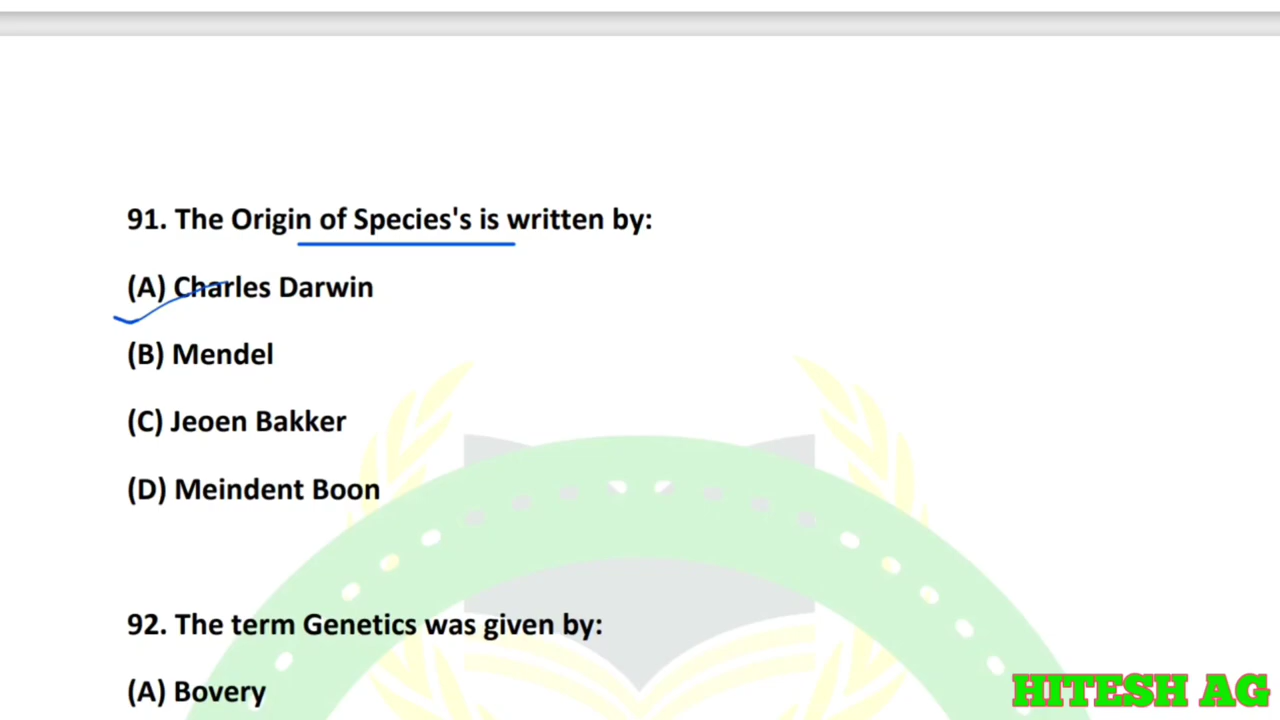 91. The Origin of Species's is written by:
(A) Charles Darwin
(B) Mendel
(C) Jeoen Bakker
(D) Meindent Boon
92. The term Genetics was given by:
(A) Bovery
HITESH AG